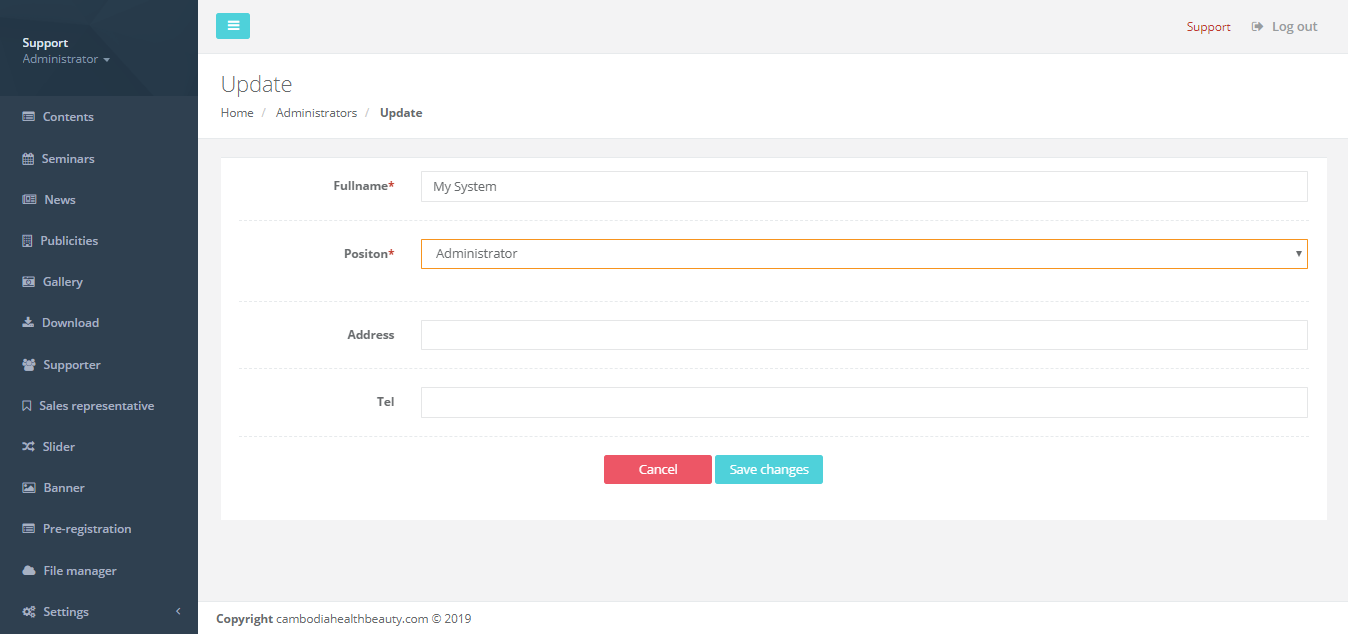 Support
Administrator
Contents
Seminars
News
Publicities
Gallery
Download
Supporter
Sales representative
Slider
Banner
Pre-registration
File manager
Settings
Support Log out
Update
Home / Administrators / Update
Fullname* My System
Positon* Administrator
Address
Tel
Cancel Save changes
Copyright cambodiahealthbeauty.com © 2019